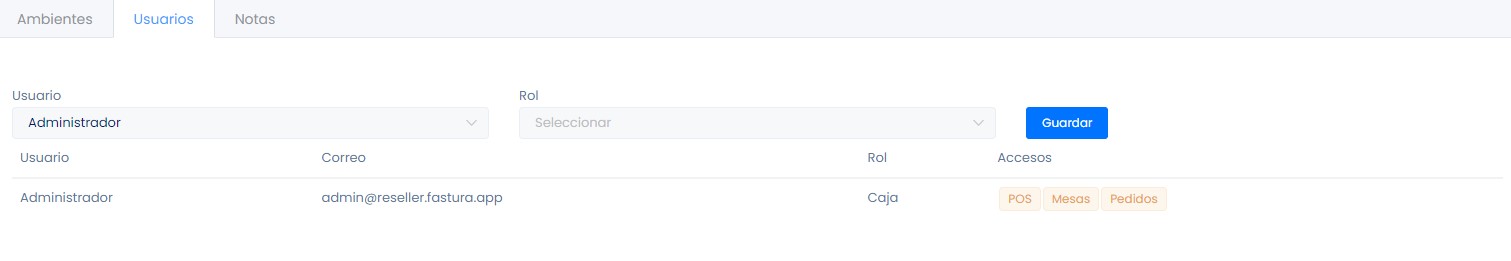 Ambientes Usuarios Notas
Usuario Rol
Administrador Seleccionar Guardar
Usuario Correo Rol Accesos
Administrador admin@reseller.fastura.app Caja POS Mesas Pedidos